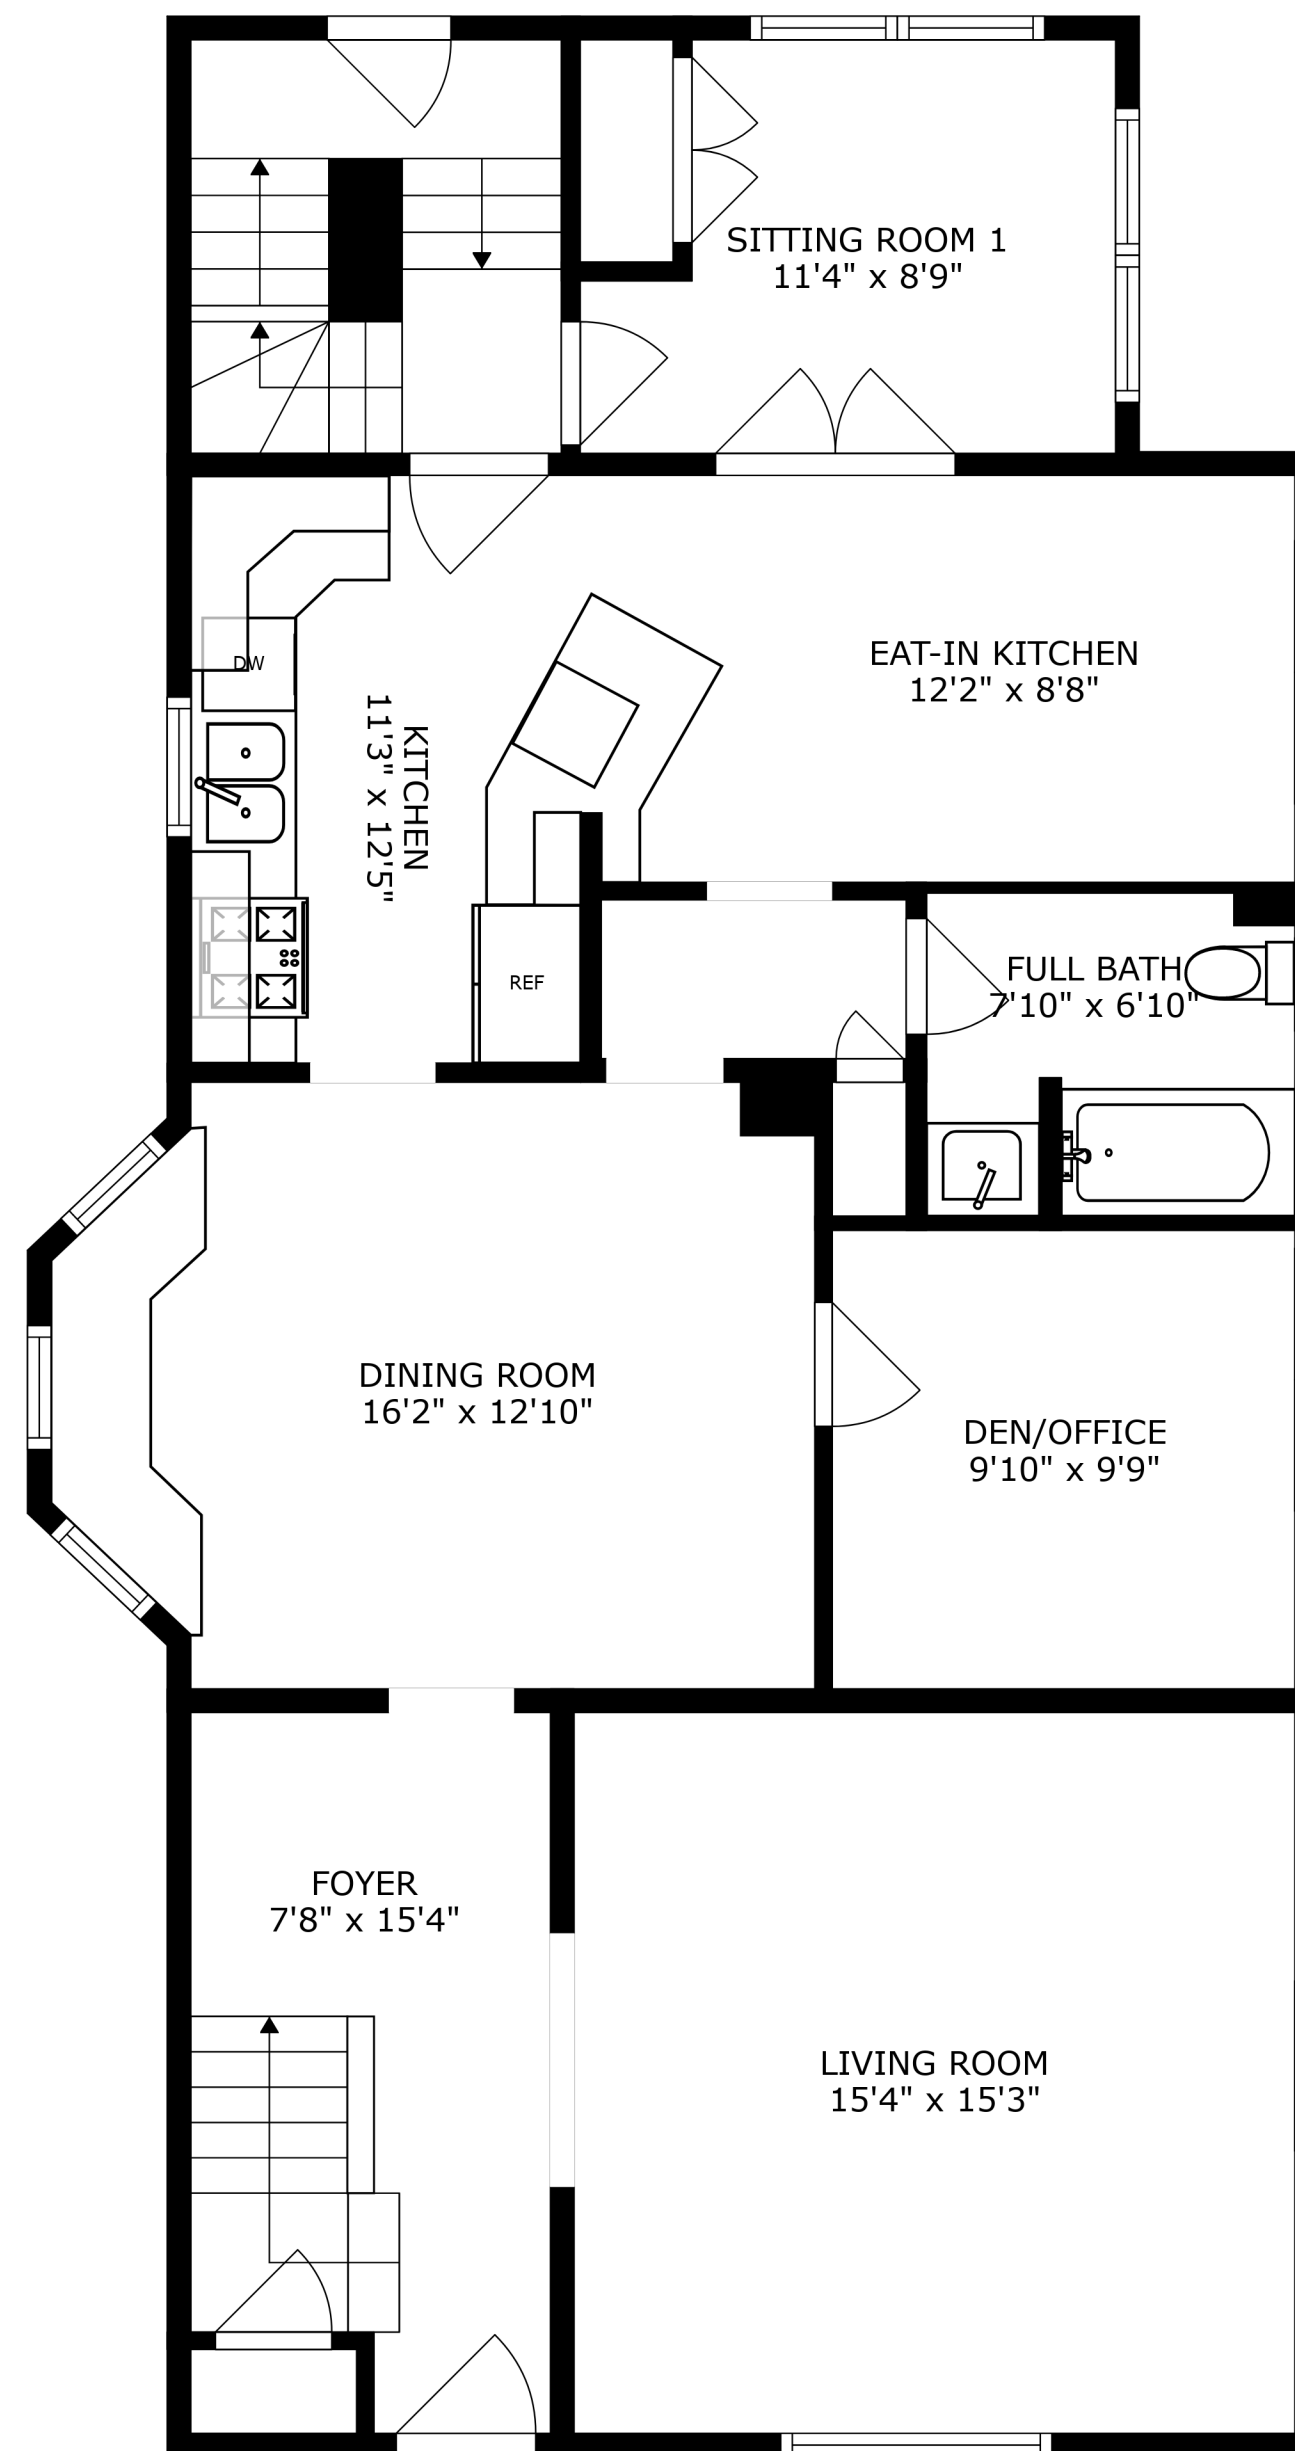 SITTING ROOM 1
11'4" x 8'9"
EAT-IN KITCHEN
12'2" x 8'8"
DW
KITCHEN
11'3" x 12'5"
REF
FULL BATH
7'10" x 6'10"
DINING ROOM
16'2" x 12'10"
DEN/OFFICE
9'10" x 9'9"
FOYER
7'8" x 15'4"
LIVING ROOM
15'4" x 15'3"